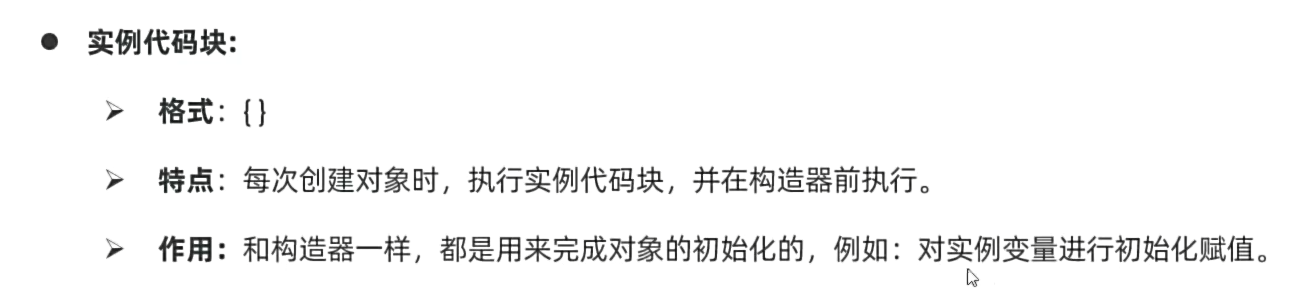 ● 实例代码块:
➢ 格式：{ }
➢ 特点：每次创建对象时，执行实例代码块，并在构造器前执行。
➢ 作用：和构造器一样，都是用来完成对象的初始化的，例如：对实例变量进行初始化赋值。